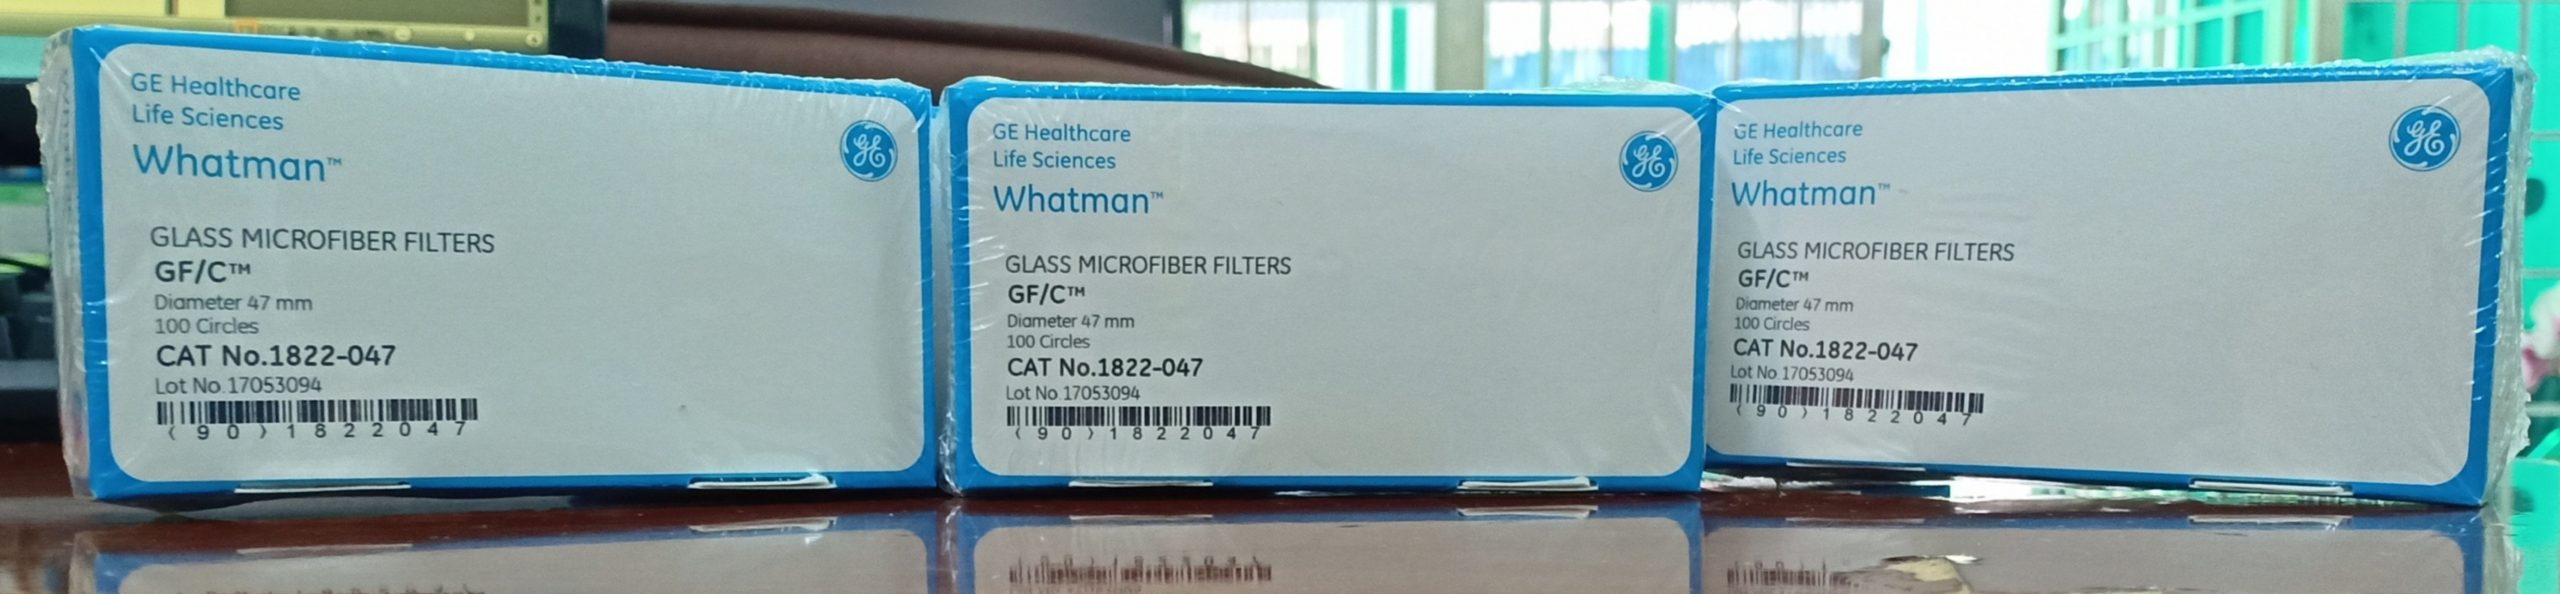 GE Healthcare
Life Sciences
Whatman™
GE
GLASS MICROFIBER FILTERS
GF/C™
Diameter 47 mm
100 Circles
CAT No.1822-047
Lot No.17053094
(90)1822047
GE Healthcare
Life Sciences
Whatman™
GE
GLASS MICROFIBER FILTERS
GF/C™
Diameter 47 mm
100 Circles
CAT No.1822-047
Lot No.17053094
(90)1822047
GE Healthcare
Life Sciences
Whatman™
GE
GLASS MICROFIBER FILTERS
GF/C™
Diameter 47 mm
100 Circles
CAT No.1822-047
Lot No.17053094
(90)1822047